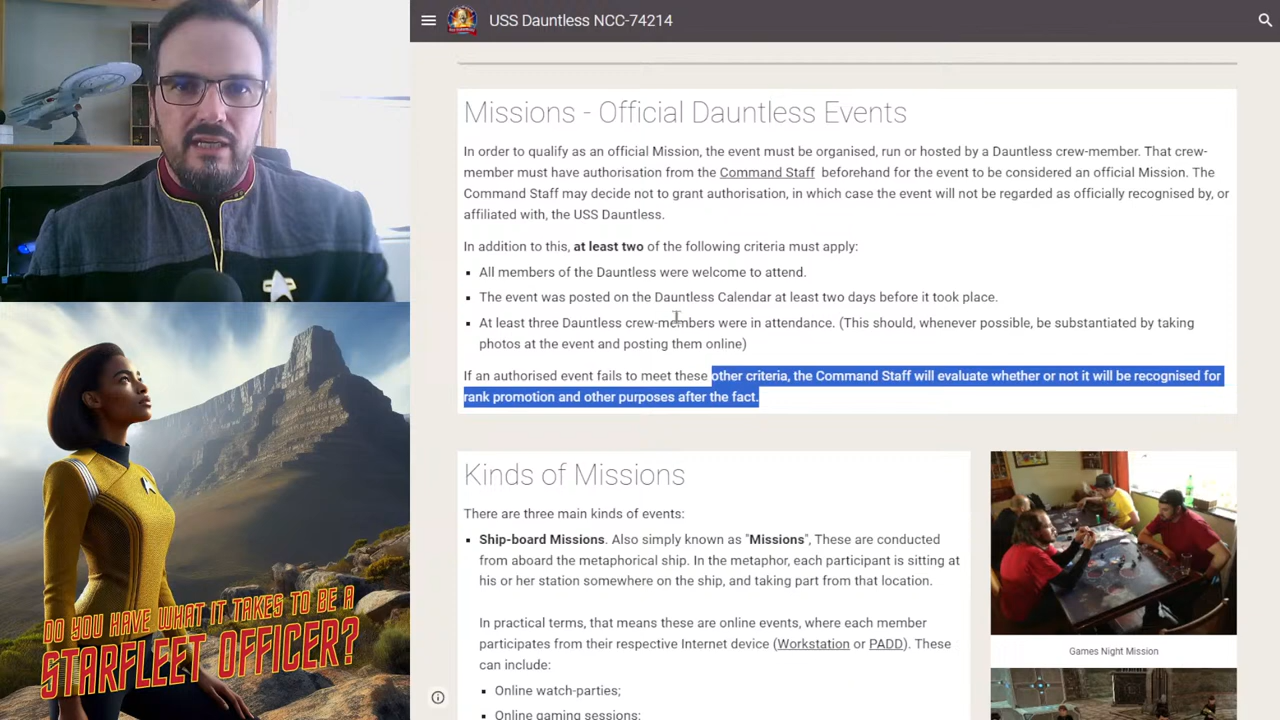 USS Dauntless NCC-74214
Missions - Official Dauntless Events
In order to qualify as an official Mission, the event must be organised, run or hosted by a Dauntless crew-member. That crew-
member must have authorisation from the Command Staff beforehand for the event to be considered an official Mission. The
Command Staff may decide not to grant authorisation, in which case the event will not be regarded as officially recognised by, or
affiliated with, the USS Dauntless.
In addition to this, at least two of the following criteria must apply:
All members of the Dauntless were welcome to attend.
The event was posted on the Dauntless Calendar at least two days before it took place.
At least three Dauntless crew-members were in attendance. (This should, whenever possible, be substantiated by taking
photos at the event and posting them online)
If an authorised event fails to meet these other criteria, the Command Staff will evaluate whether or not it will be recognised for
rank promotion and other purposes after the fact.
Kinds of Missions
There are three main kinds of events:
Ship-board Missions. Also simply known as "Missions", These are conducted
from aboard the metaphorical ship. In the metaphor, each participant is sitting at
his or her station somewhere on the ship, and taking part from that location.
In practical terms, that means these are online events, where each member
participates from their respective Internet device (Workstation or PADD). These
can include:
Online watch-parties;
Online gaming sessions;
Games Night Mission
DO YOU HAVE WHAT IT TAKES TO BE A
STARFLEET OFFICER?